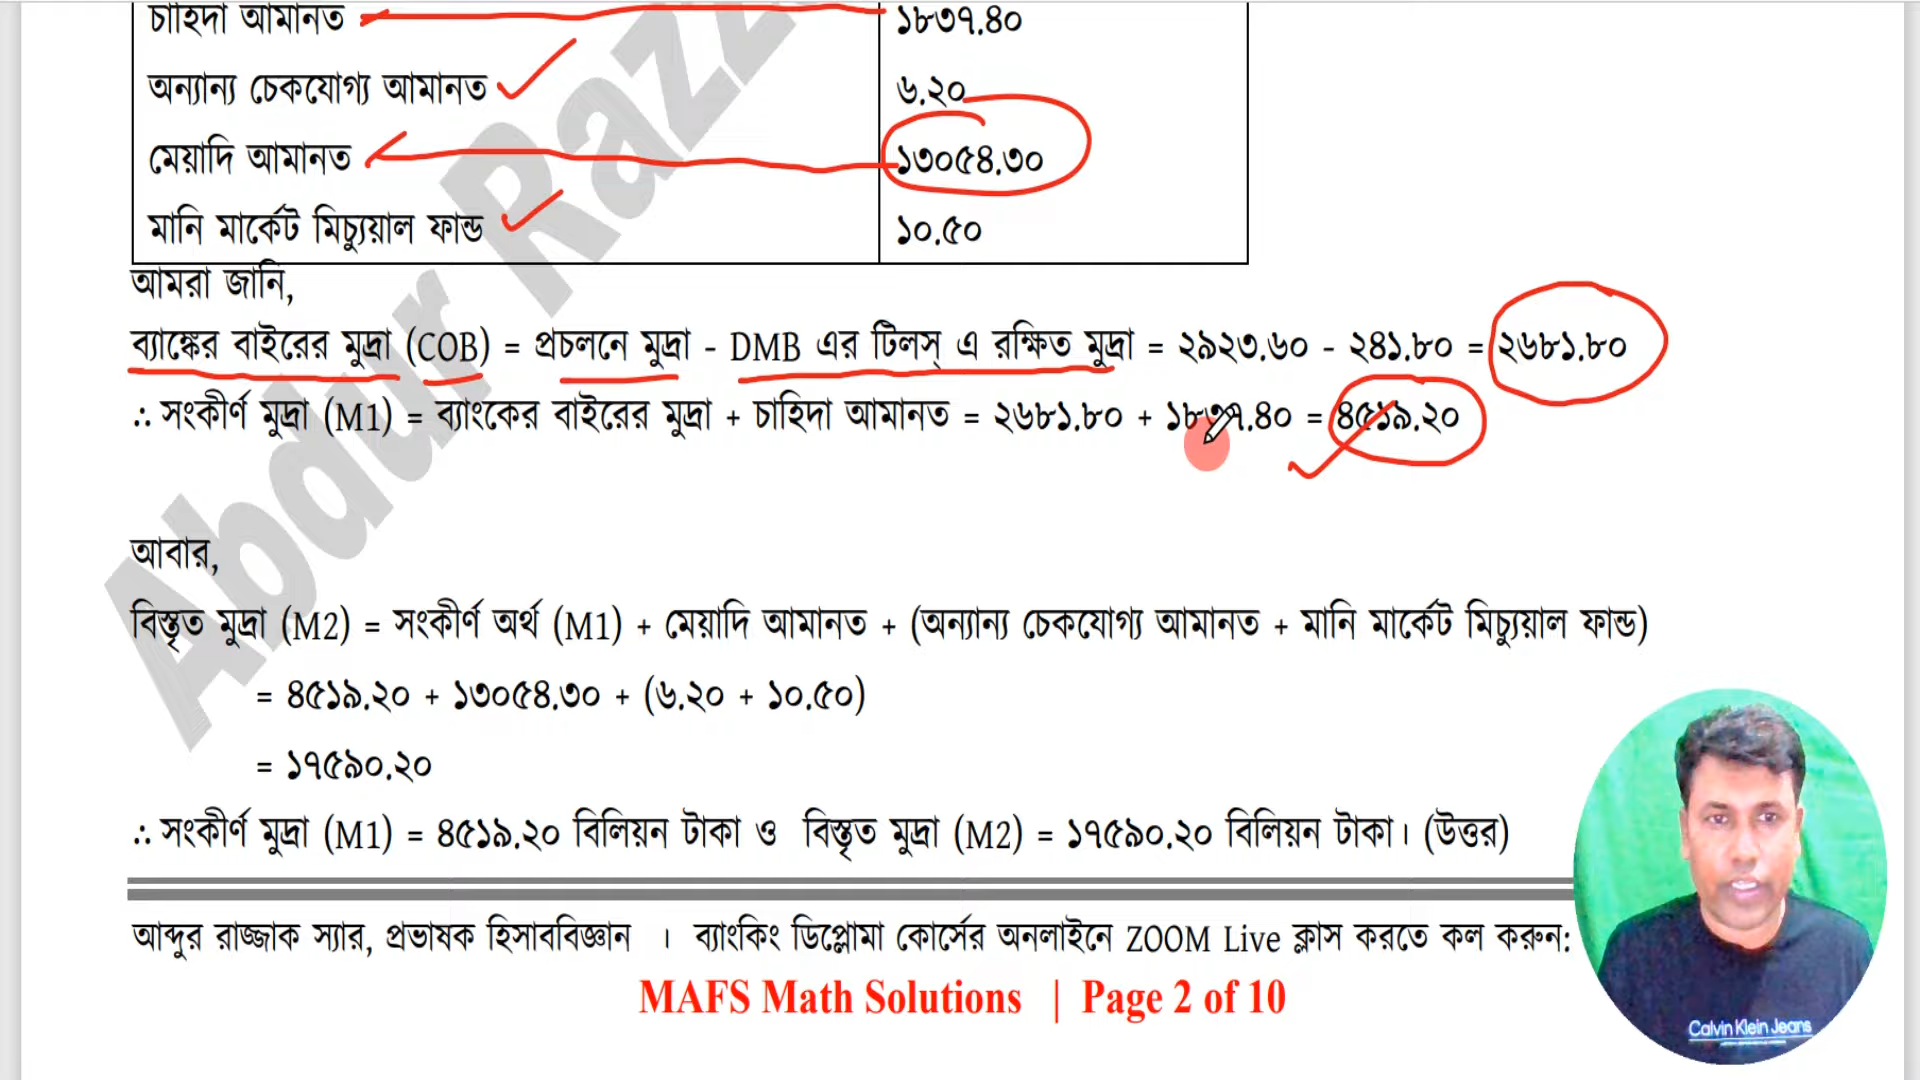 চাহিদা আমানত ১৮৩৭.৪০
অন্যান্য চেকযোগ্য আমানত ৬.২০
মেয়াদি আমানত ১৩০৫৪.৩০
মানি মার্কেট মিচ্যুয়াল ফান্ড ১০.৫০
আমরা জানি,
ব্যাঙ্কের বাইরের মুদ্রা (COB) = প্রচলনে মুদ্রা - DMB এর টিলস্ এ রক্ষিত মুদ্রা = ২৯২৩.৬০ - ২৪১.৮০ = ২৬৮১.৮০
∴ সংকীর্ণ মুদ্রা (M1) = ব্যাংকের বাইরের মুদ্রা + চাহিদা আমানত = ২৬৮১.৮০ + ১৮৩৭.৪০ = ৪৫১৯.২০
আবার,
বিস্তৃত মুদ্রা (M2) = সংকীর্ণ অর্থ (M1) + মেয়াদি আমানত + (অন্যান্য চেকযোগ্য আমানত + মানি মার্কেট মিচ্যুয়াল ফান্ড)
= ৪৫১৯.২০ + ১৩০৫৪.৩০ + (৬.২০ + ১০.৫০)
= ১৭৫৯০.২০
∴ সংকীর্ণ মুদ্রা (M1) = ৪৫১৯.২০ বিলিয়ন টাকা ও বিস্তৃত মুদ্রা (M2) = ১৭৫৯০.২০ বিলিয়ন টাকা। (উত্তর)
আব্দুর রাজ্জাক স্যার, প্রভাষক হিসাববিজ্ঞান । ব্যাংকিং ডিপ্লোমা কোর্সের অনলাইনে ZOOM Live ক্লাস করতে কল করুন:
MAFS Math Solutions | Page 2 of 10
Abdur Razz
Calvin Klein Jeans